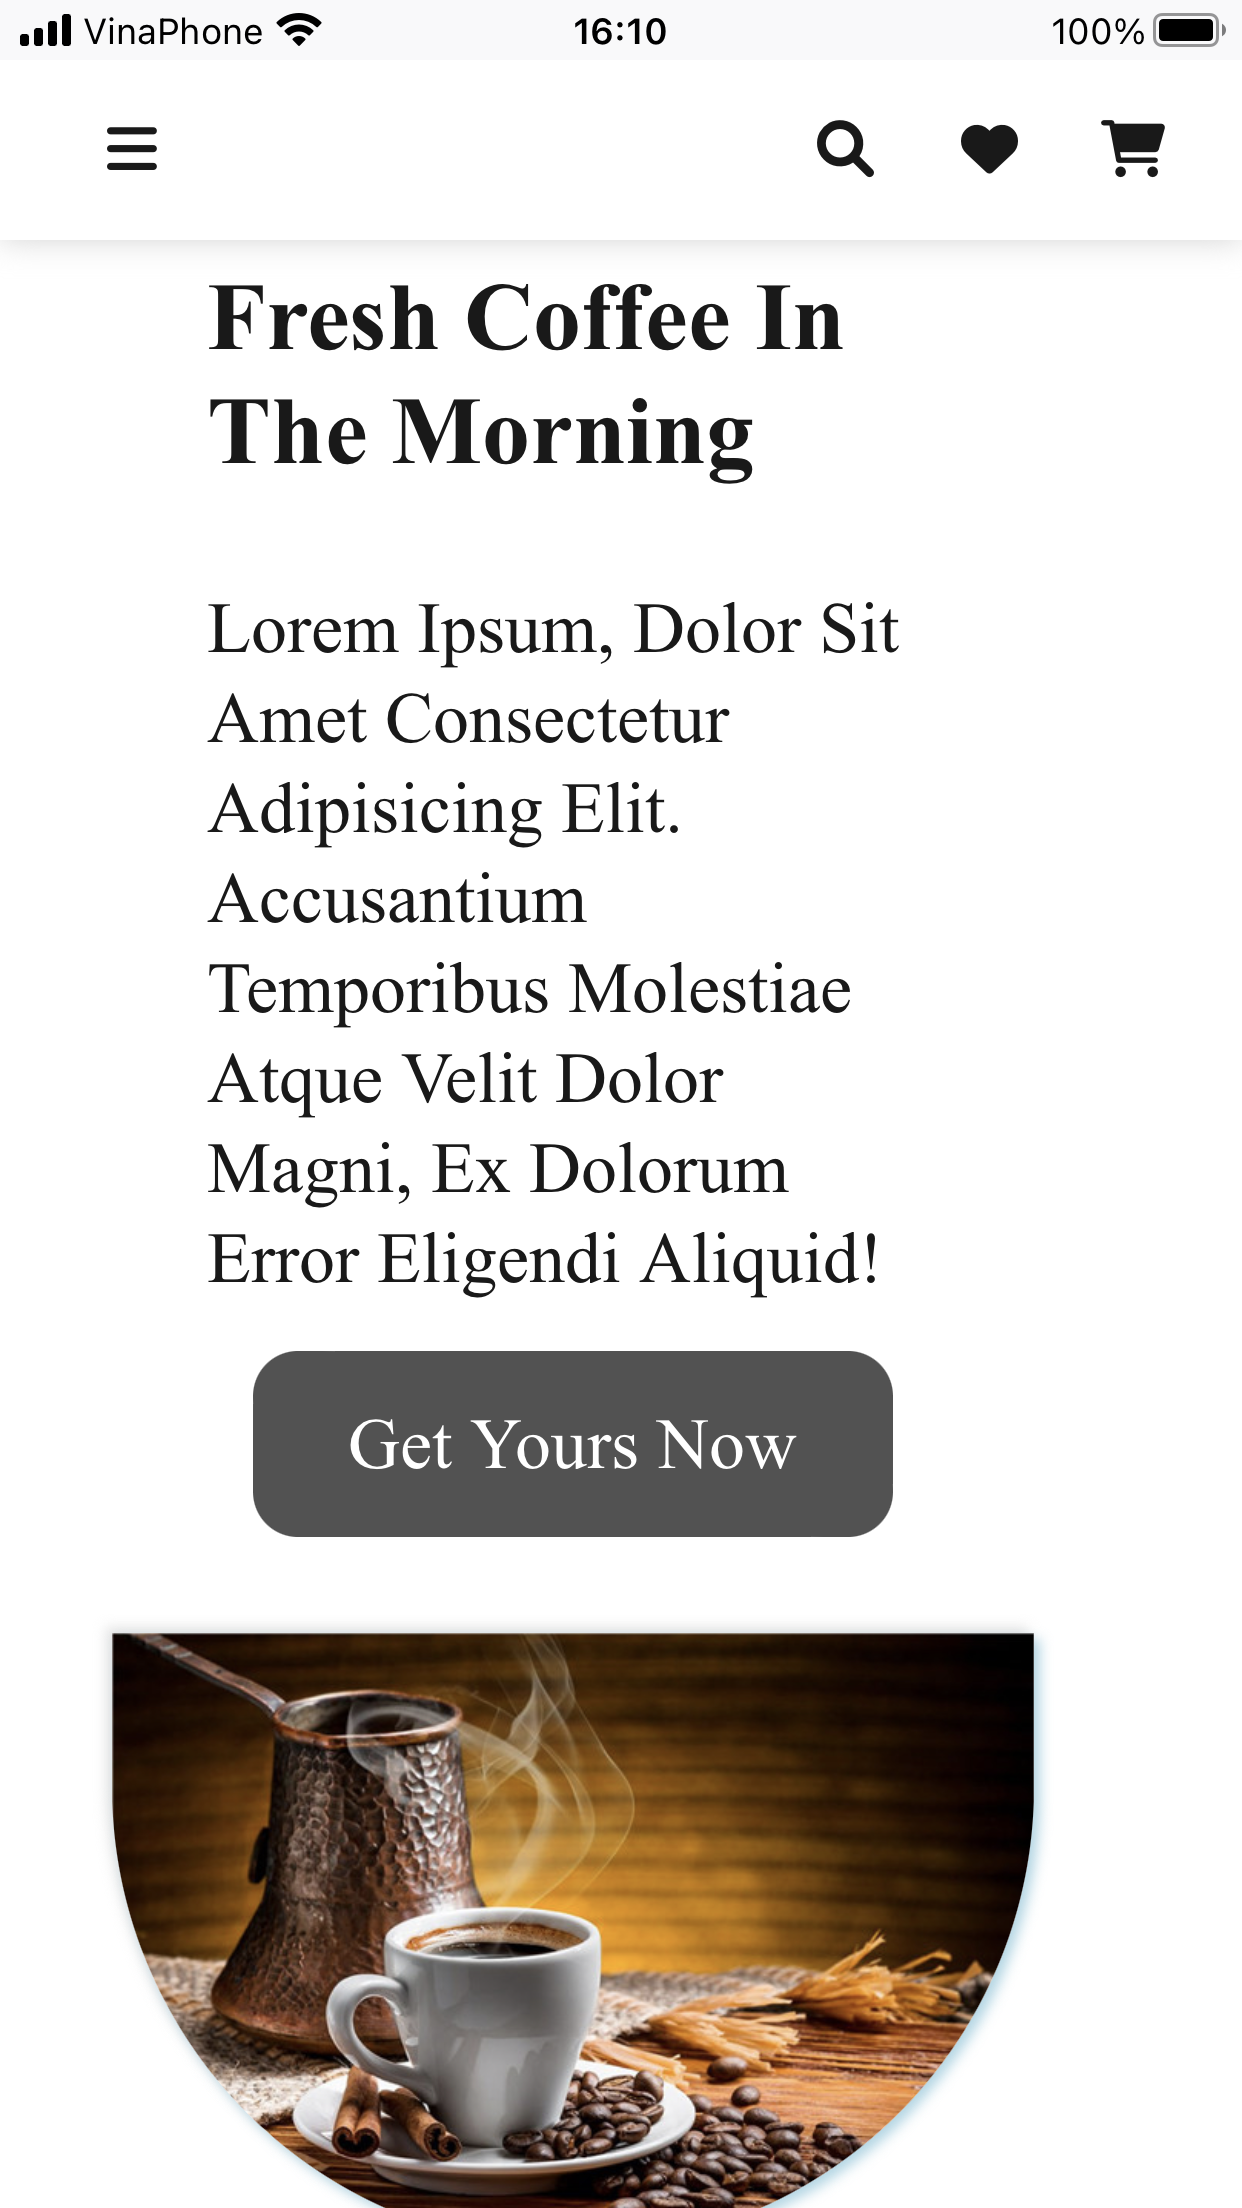 VinaPhone 16:10 100%
Fresh Coffee In
The Morning
Lorem Ipsum, Dolor Sit
Amet Consectetur
Adipisicing Elit.
Accusantium
Temporibus Molestiae
Atque Velit Dolor
Magni, Ex Dolorum
Error Eligendi Aliquid!
Get Yours Now